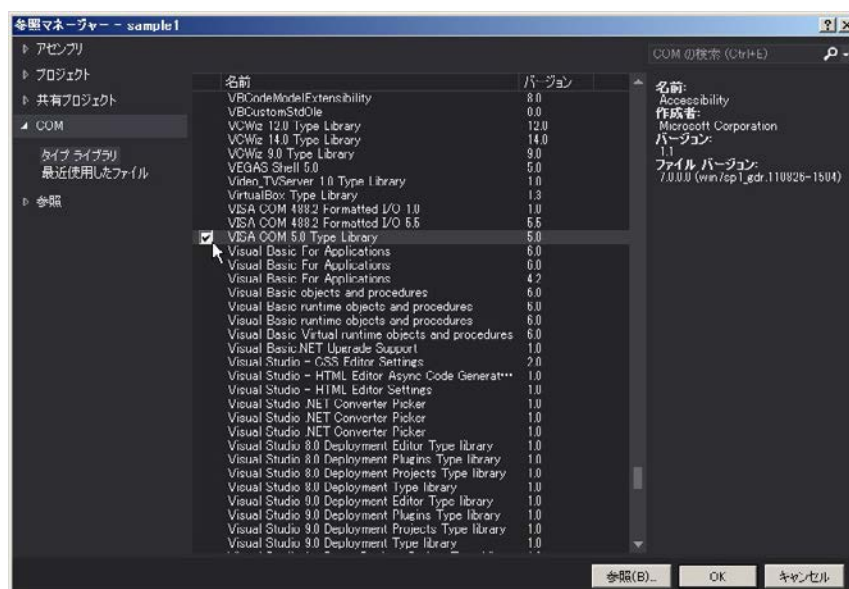 参照マネージャー - sample1
アセンブリ
プロジェクト
共有プロジェクト
COM
タイプ ライブラリ
最近使用したファイル
参照
COM の検索 (Ctrl+E)
名前 バージョン
VBCodeModelExtensibility 8.0
VBCustomStdOle 0.0
VCWiz 12.0 Type Library 12.0
VCWiz 14.0 Type Library 14.0
VCWiz 9.0 Type Library 9.0
VEGAS Shell 5.0 5.0
Video_TVServer 1.0 Type Library 1.0
VirtualBox Type Library 1.3
VISA COM 488.2 Formatted I/O 1.0 1.0
VISA COM 488.2 Formatted I/O 5.5 5.5
VISA COM 5.0 Type Library 5.0
Visual Basic For Applications 6.0
Visual Basic For Applications 6.0
Visual Basic For Applications 4.2
Visual Basic objects and procedures 6.0
Visual Basic runtime objects and procedures 6.0
Visual Basic runtime objects and procedures 6.0
Visual Basic Virtual runtime objects and procedures 6.0
Visual Basic.NET Upgrade Support 1.0
Visual Studio - CSS Editor Settings 2.0
Visual Studio - HTML Editor Async Code Generat… 1.0
Visual Studio - HTML Editor Settings 1.0
Visual Studio .NET Converter Picker 1.0
Visual Studio .NET Converter Picker 1.0
Visual Studio .NET Converter Picker 1.0
Visual Studio 8.0 Deployment Editor Type library 1.0
Visual Studio 8.0 Deployment Plugins Type library 1.0
Visual Studio 8.0 Deployment Projects Type library 1.0
Visual Studio 8.0 Deployment Type library 1.0
Visual Studio 9.0 Deployment Editor Type library 1.0
Visual Studio 9.0 Deployment Plugins Type library 1.0
Visual Studio 9.0 Deployment Projects Type library 1.0
Visual Studio 9.0 Deployment Type library 1.0
名前:
Accessibility
作成者:
Microsoft Corporation
バージョン:
1.1
ファイル バージョン:
7.0.0.0 (win7sp1_gdr.110826-1504)
参照(B)...
OK
キャンセル